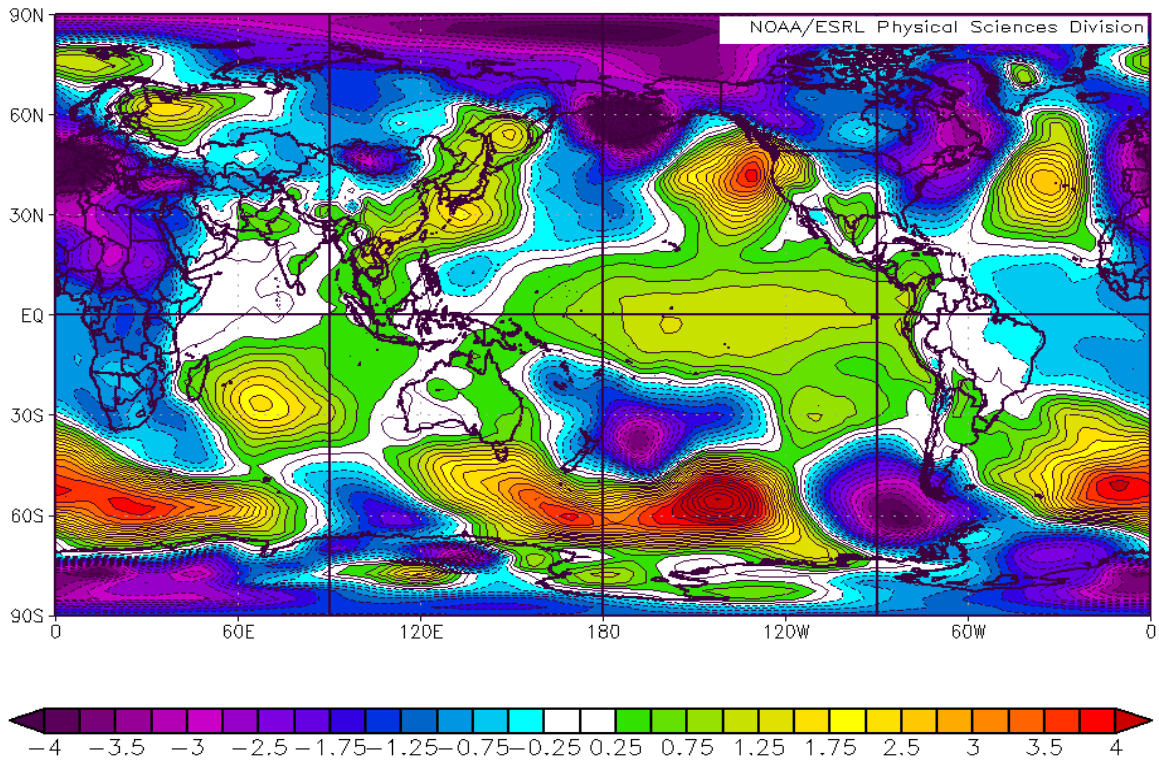 90N
NOAA/ESRL Physical Sciences Division
60N
30N
EQ
30S
60S
90S
0 60E 120E 180 120W 60W 0
−4 −3.5 −3 −2.5 −1.75 −1.25 −0.75 −0.25 0.25 0.75 1.25 1.75 2.5 3 3.5 4